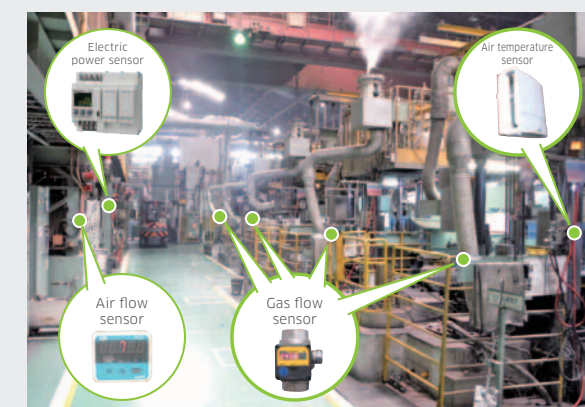 Electric
power sensor
Air temperature
sensor
Air flow
sensor
Gas flow
sensor